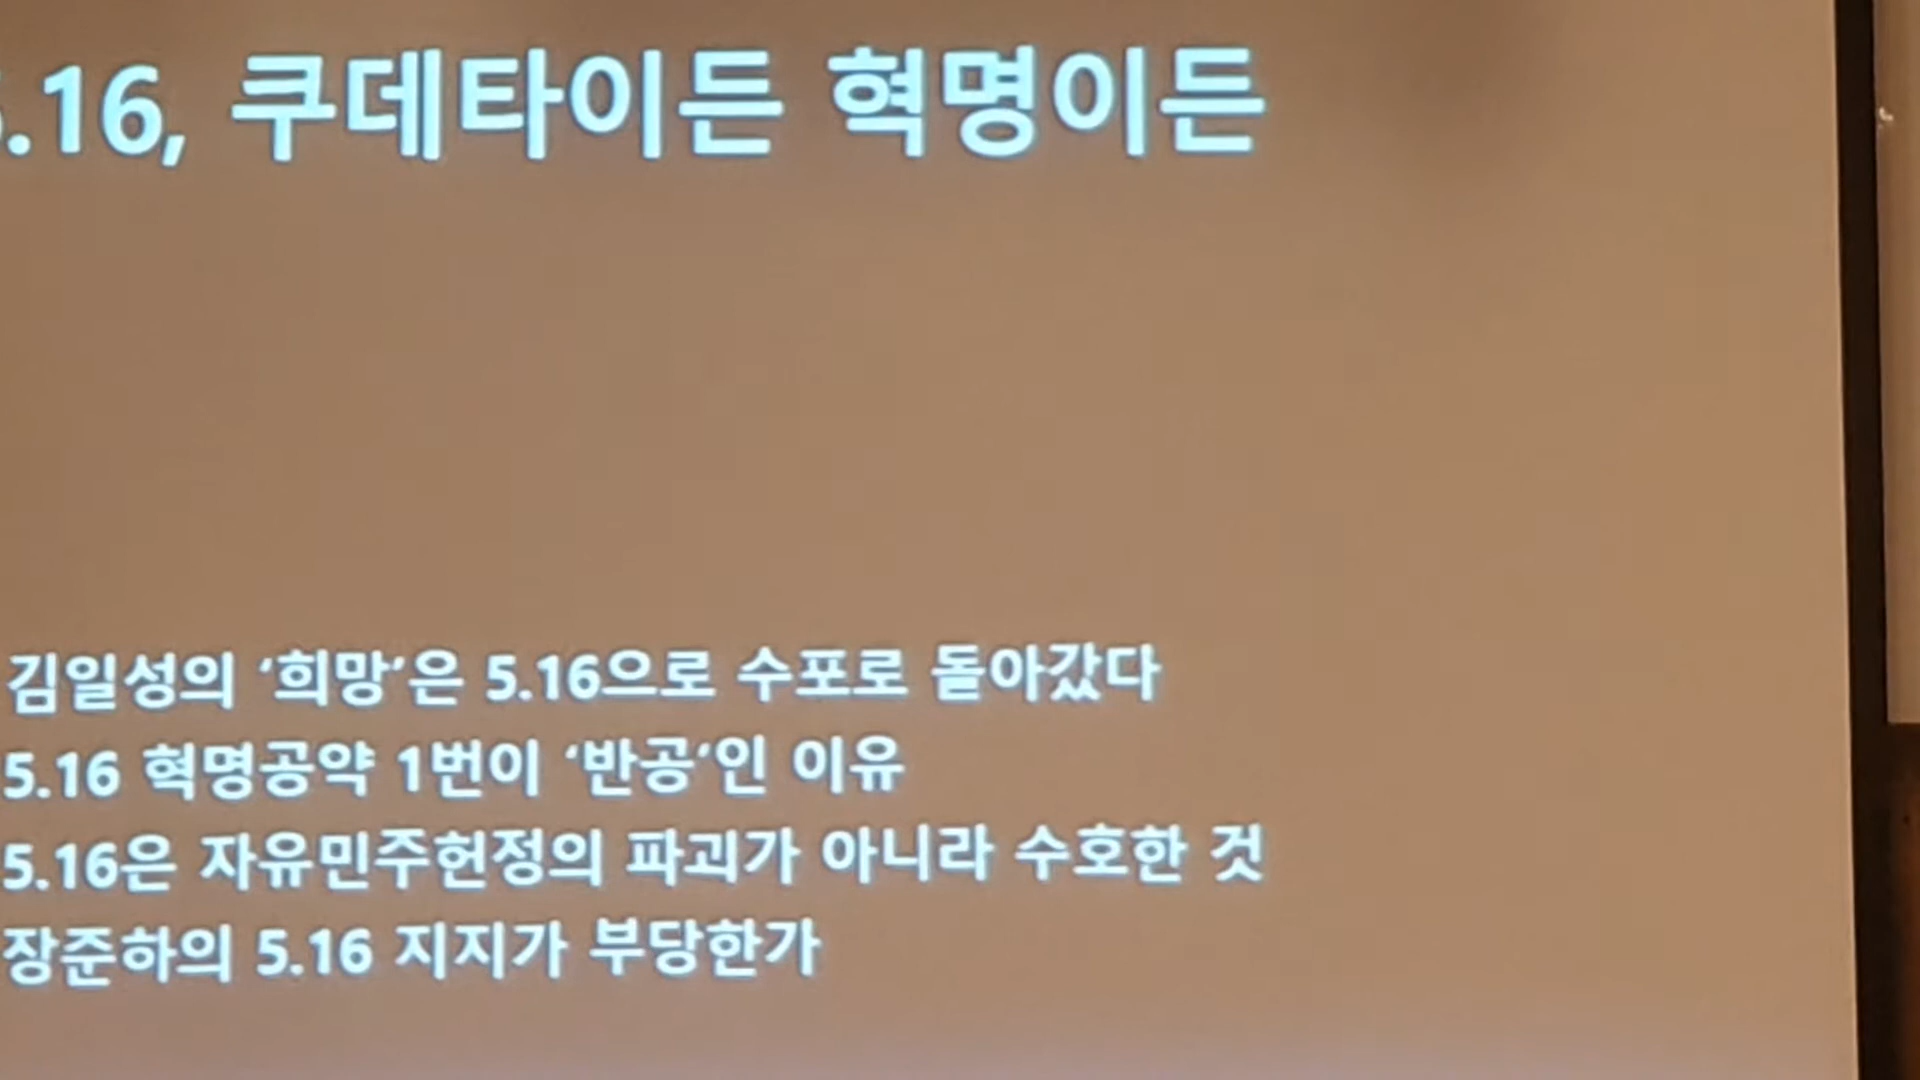 5.16, 쿠데타이든 혁명이든
김일성의 ‘희망’은 5.16으로 수포로 돌아갔다
5.16 혁명공약 1번이 ‘반공’인 이유
5.16은 자유민주헌정의 파괴가 아니라 수호한 것
장준하의 5.16 지지가 부당한가